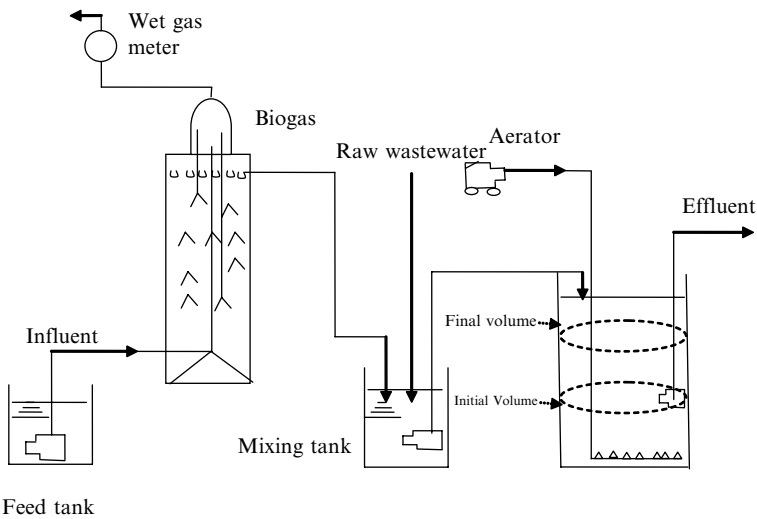 Wet gas
meter
Biogas
Aerator
Raw wastewater
Effluent
Final volume
Influent
Initial Volume
Mixing tank
Feed tank